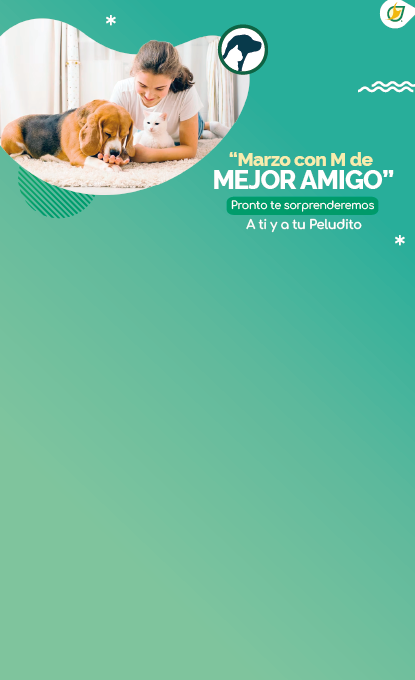 “Marzo con M de
MEJOR AMIGO”
Pronto te sorprenderemos
A ti y a tu Peludito